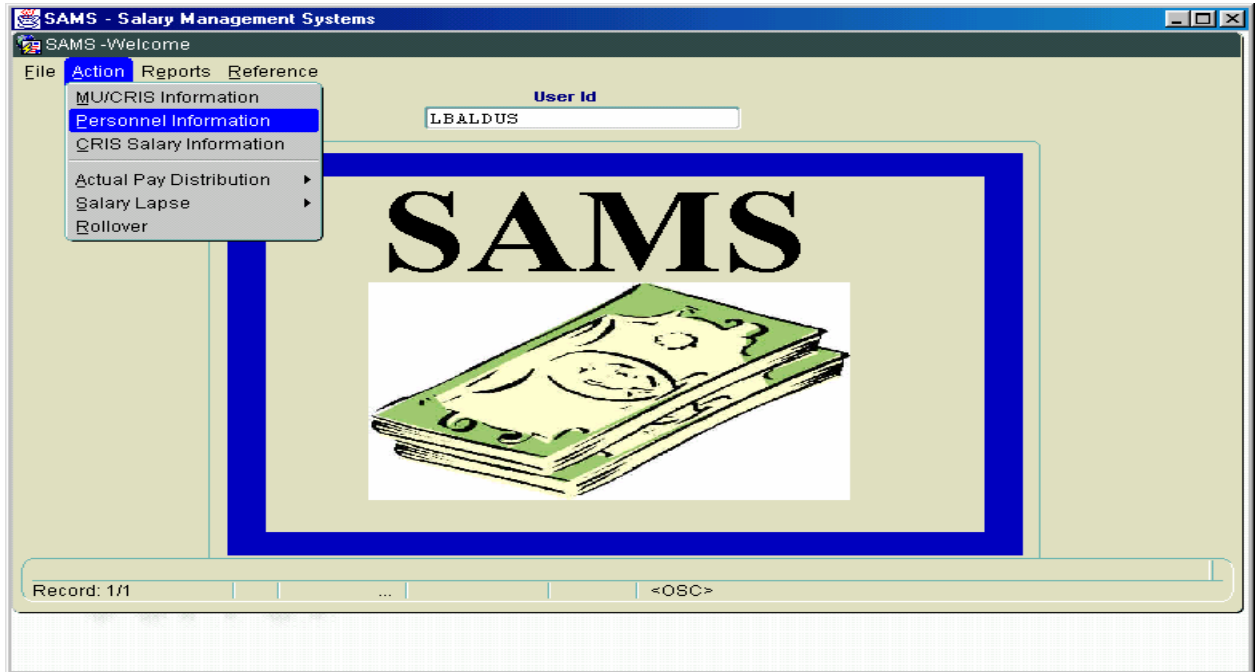 SAMS - Salary Management Systems
SAMS -Welcome
File Action Reports Reference
MU/CRIS Information
Personnel Information
CRIS Salary Information
Actual Pay Distribution
Salary Lapse
Rollover
User Id
LBALDUS
SAMS
Record: 1/1 ... <OSC>